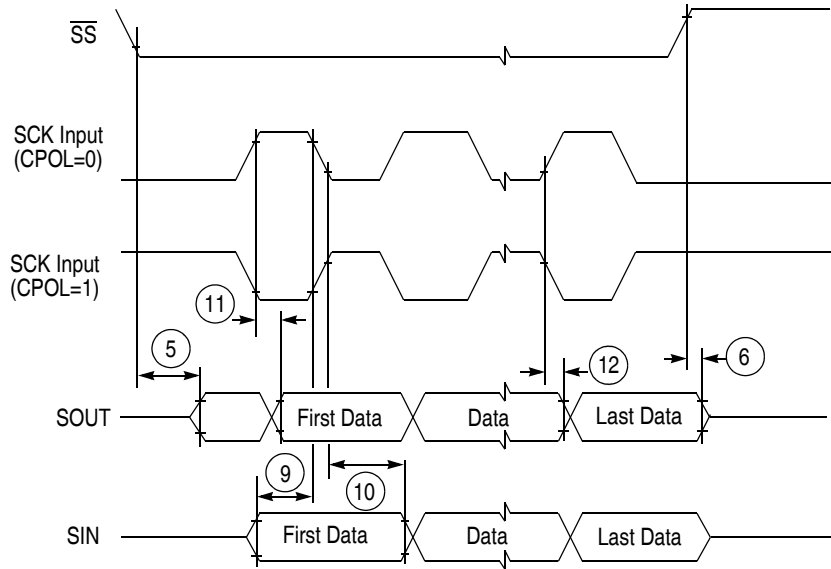 SS
SCK Input
(CPOL=0)
SCK Input
(CPOL=1)
11
5
12
6
SOUT
First Data
Data
Last Data
9
10
SIN
First Data
Data
Last Data